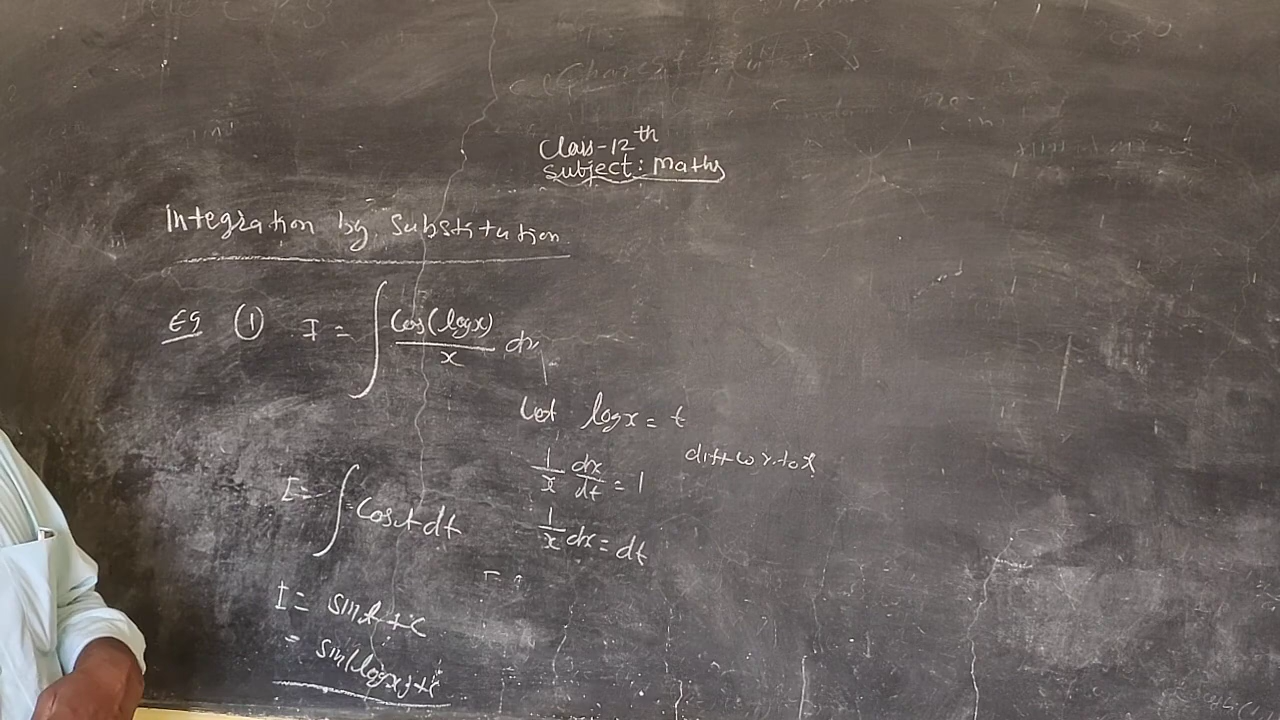 Class-12th
Subject: Maths
Integration by Substitution
Eg ① I = ∫ cos(logx)/x dx
Let logx = t
diff w.r. to x
1/x dx/dt = 1
I = ∫ cost dt
1/x dx = dt
I = sint + c
= sin(logx) + c